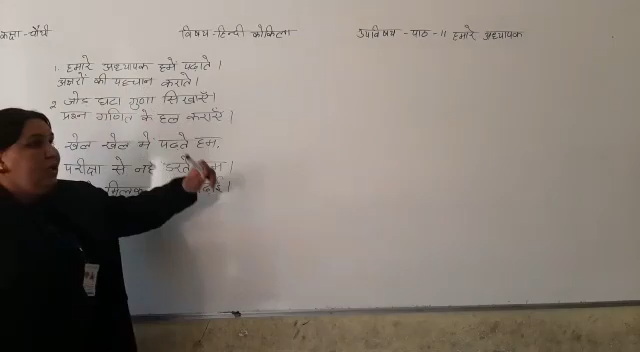 कक्षा - चौथी विषय - हिन्दी कोकिला उपविषय - पाठ - 11 हमारे अध्यापक
1. हमारे अध्यापक हमें पढ़ाते।
अक्षरों की पहचान कराते।
2. जोड़ घटा गुणा सिखाएँ।
प्रश्न गणित के हल कराएँ।
खेल खेल में पढ़ते हम.
परीक्षा से नहीं डरते हम।